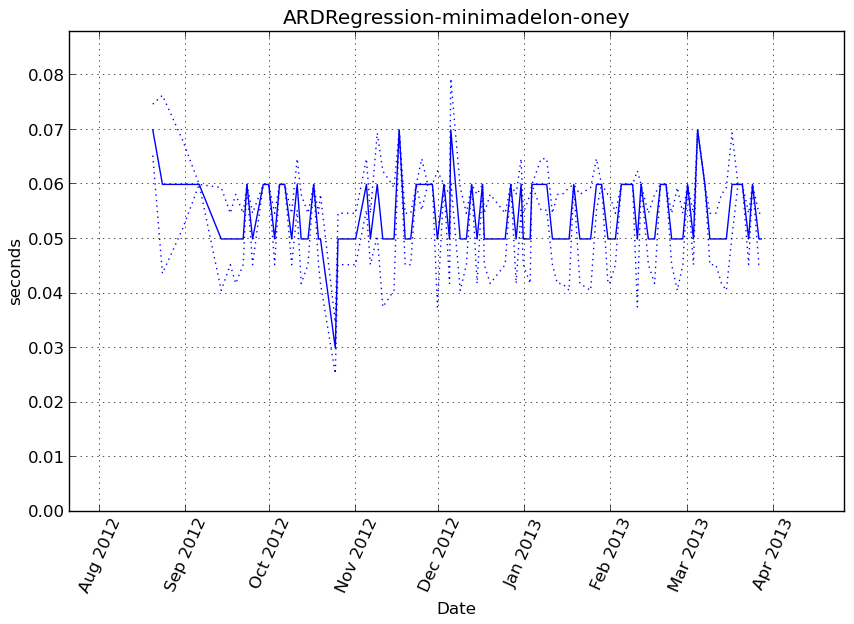 ARDRegression-minimadelon-oney
0.08
0.07
0.06
0.05
0.04
0.03
0.02
0.01
0.00
seconds
Aug 2012
Sep 2012
Oct 2012
Nov 2012
Dec 2012
Jan 2013
Feb 2013
Mar 2013
Apr 2013
Date